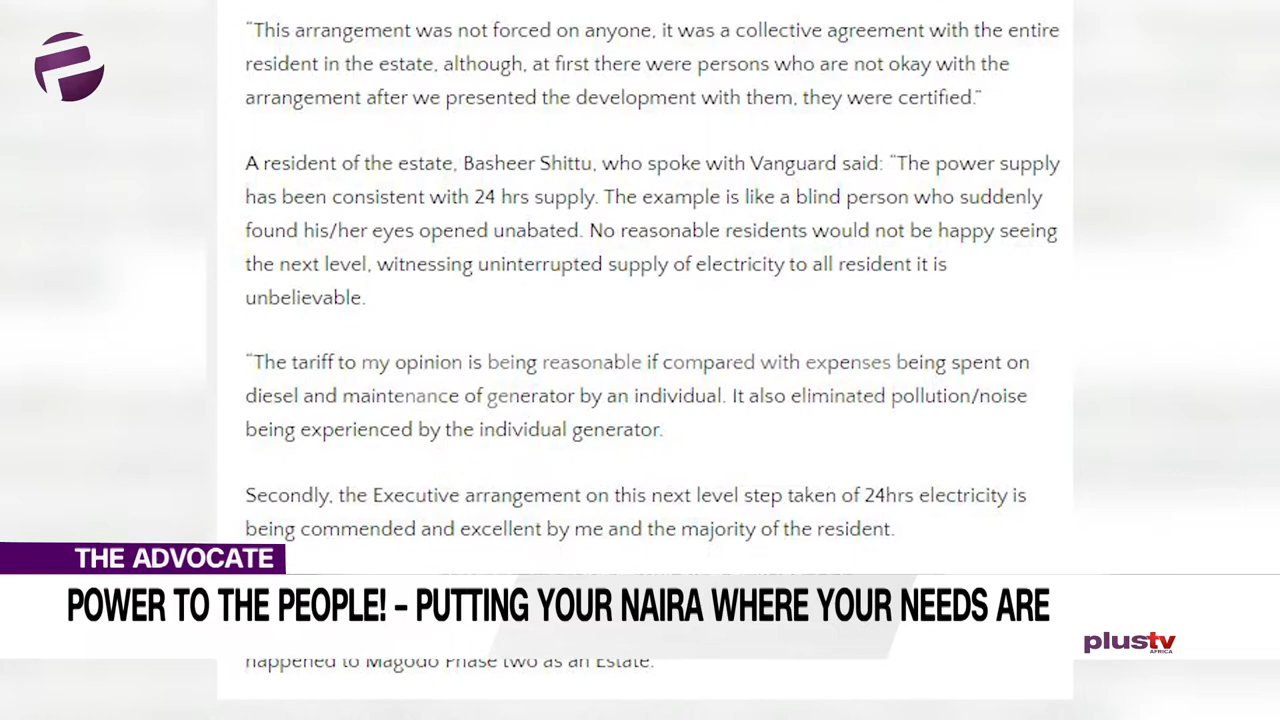 “This arrangement was not forced on anyone, it was a collective agreement with the entire
resident in the estate, although, at first there were persons who are not okay with the
arrangement after we presented the development with them, they were certified.”
A resident of the estate, Basheer Shittu, who spoke with Vanguard said: “The power supply
has been consistent with 24 hrs supply. The example is like a blind person who suddenly
found his/her eyes opened unabated. No reasonable residents would not be happy seeing
the next level, witnessing uninterrupted supply of electricity to all resident it is
unbelievable.
“The tariff to my opinion is being reasonable if compared with expenses being spent on
diesel and maintenance of generator by an individual. It also eliminated pollution/noise
being experienced by the individual generator.
Secondly, the Executive arrangement on this next level step taken of 24hrs electricity is
being commended and excellent by me and the majority of the resident.
THE ADVOCATE
POWER TO THE PEOPLE! – PUTTING YOUR NAIRA WHERE YOUR NEEDS ARE
plustv
AFRICA
happened to Magodo Phase two as an Estate.